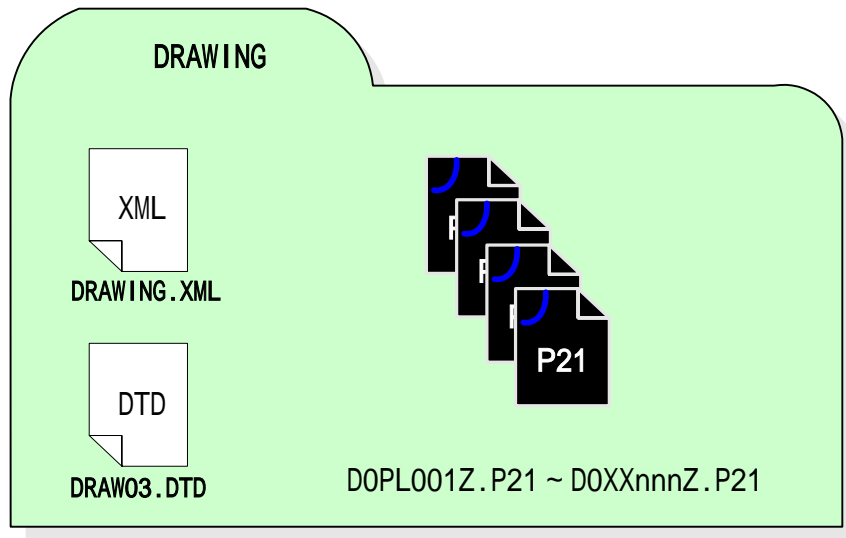 DRAWING
XML
DRAWING.XML
P
P
P
P21
DTD
DRAW03.DTD
D0PL001Z.P21 ~ D0XXnnnZ.P21